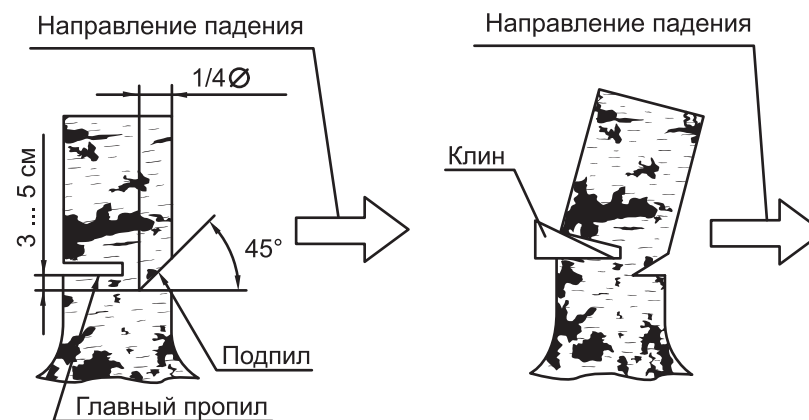 Направление падения
1/4 Ø
3 ... 5 см
45°
Подпил
Главный пропил
Направление падения
Клин